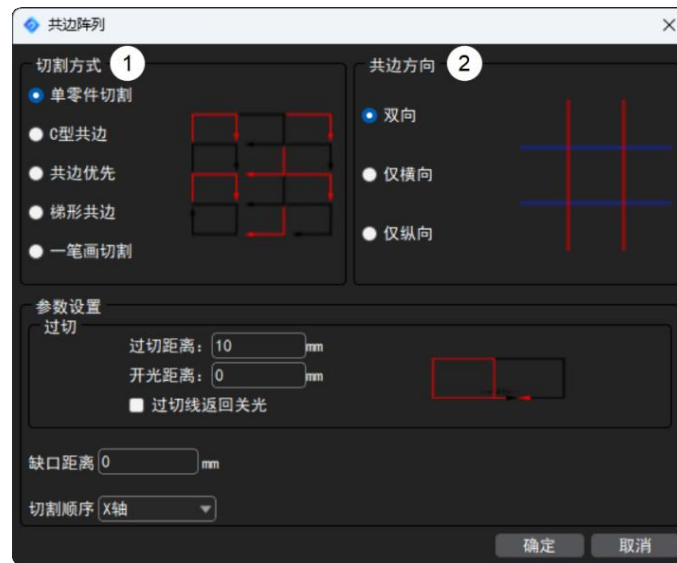 共边阵列
切割方式 1
单零件切割
C型共边
共边优先
梯形共边
一笔画切割
共边方向 2
双向
仅横向
仅纵向
参数设置
过切
过切距离: 10 mm
开光距离: 0 mm
过切线返回关光
缺口距离 0 mm
切割顺序 X轴
确定 取消